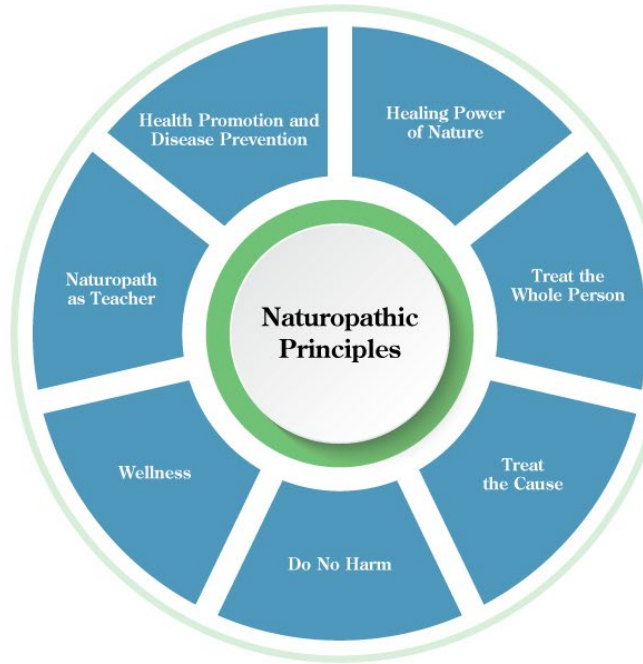 Naturopathic
Principles
Healing Power
of Nature
Treat the
Whole Person
Treat
the Cause
Do No Harm
Wellness
Naturopath
as Teacher
Health Promotion and
Disease Prevention